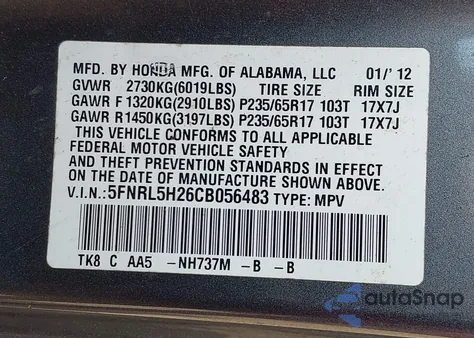 MFD. BY HONDA MFG. OF ALABAMA, LLC 01/'12
GVWR 2730KG(6019LBS) TIRE SIZE RIM SIZE
GAWR F 1320KG(2910LBS) P235/65R17 103T 17X7J
GAWR R1450KG(3197LBS) P235/65R17 103T 17X7J
THIS VEHICLE CONFORMS TO ALL APPLICABLE
FEDERAL MOTOR VEHICLE SAFETY
AND THEFT PREVENTION STANDARDS IN EFFECT
ON THE DATE OF MANUFACTURE SHOWN ABOVE.
V.I.N.: 5FNRL5H26CB056483 TYPE: MPV
TK8 C AA5 -NH737M -B -B
autoSnap